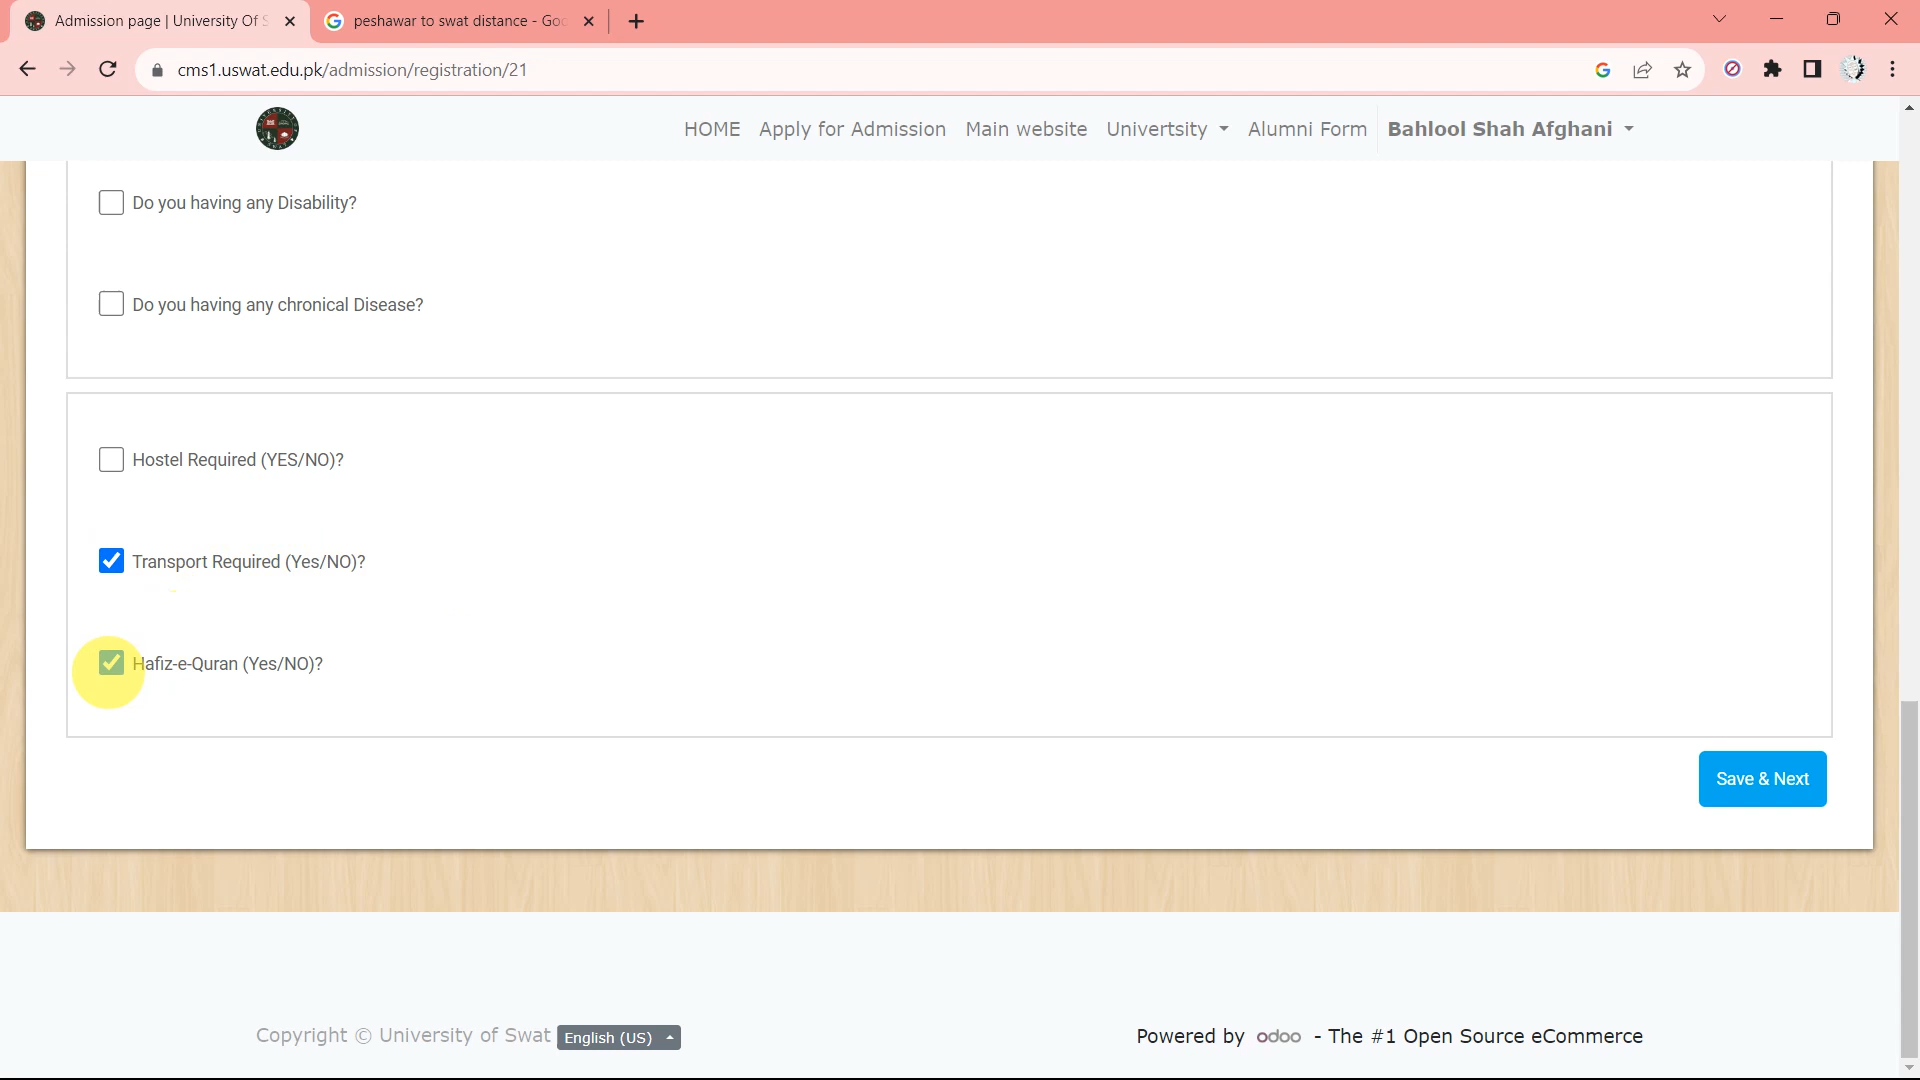 Admission page | University Of S
peshawar to swat distance - Goo
cms1.uswat.edu.pk/admission/registration/21
HOME Apply for Admission Main website Univertsity Alumni Form Bahlool Shah Afghani
Do you having any Disability?
Do you having any chronical Disease?
Hostel Required (YES/NO)?
Transport Required (Yes/NO)?
Hafiz-e-Quran (Yes/NO)?
Save & Next
Copyright © University of Swat English (US)
Powered by odoo - The #1 Open Source eCommerce